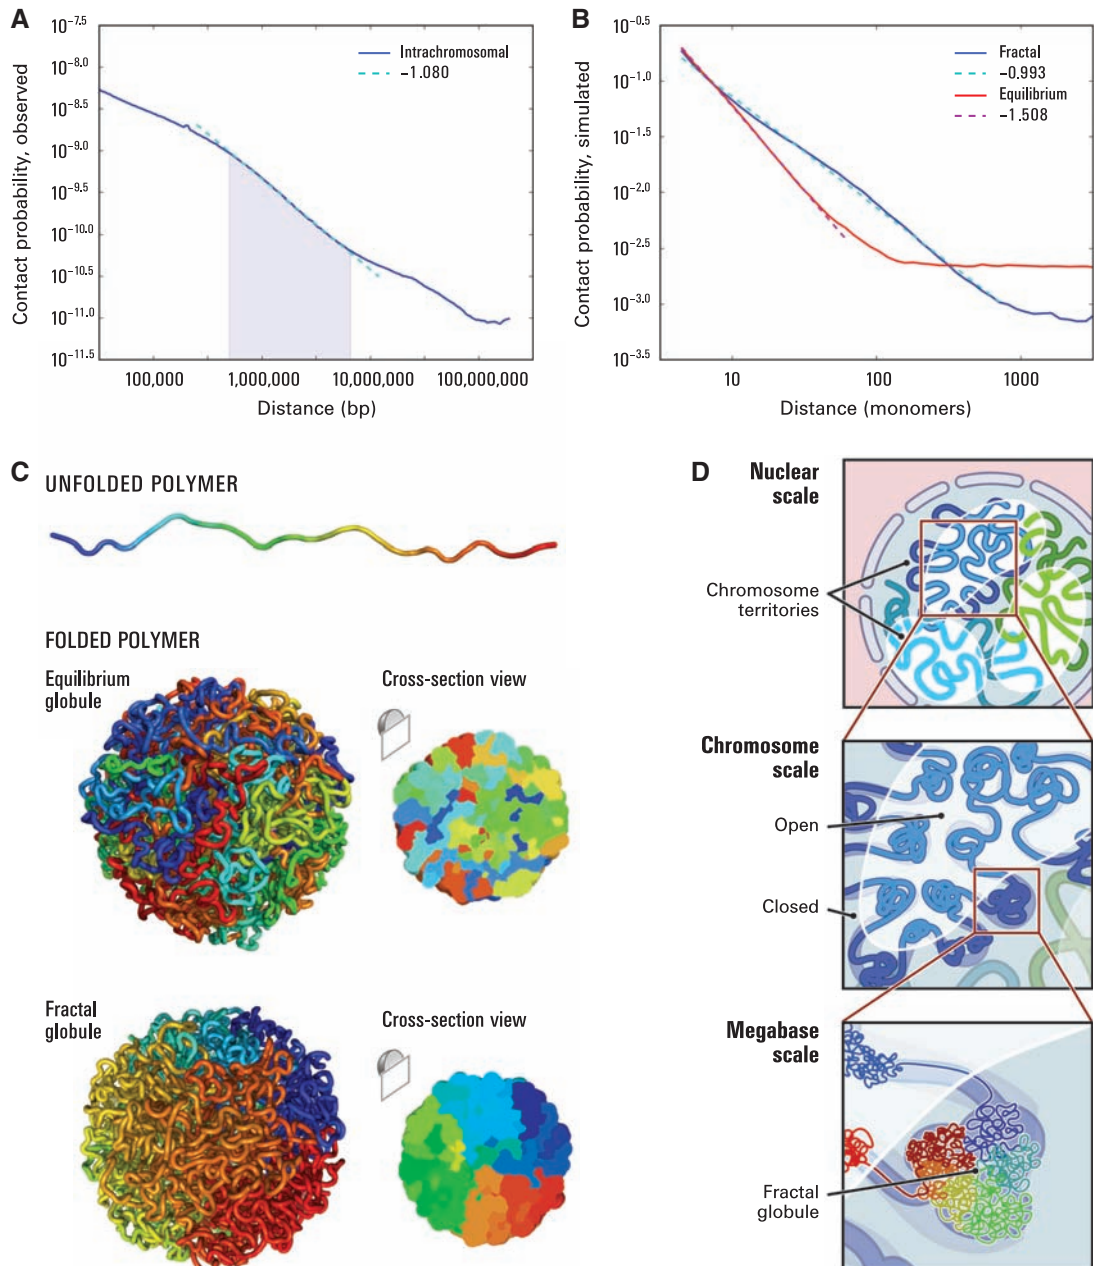 A
Contact probability, observed
10^−7.5
10^−8.0
10^−8.5
10^−9.0
10^−9.5
10^−10.0
10^−10.5
10^−11.0
10^−11.5
Intrachromosomal
−1.080
100,000
1,000,000
10,000,000
100,000,000
Distance (bp)
B
Contact probability, simulated
10^−0.5
10^−1.0
10^−1.5
10^−2.0
10^−2.5
10^−3.0
10^−3.5
Fractal
−0.993
Equilibrium
−1.508
10
100
1000
Distance (monomers)
C
UNFOLDED POLYMER
FOLDED POLYMER
Equilibrium
globule
Cross-section view
Fractal
globule
Cross-section view
D
Nuclear
scale
Chromosome
territories
Chromosome
scale
Open
Closed
Megabase
scale
Fractal
globule